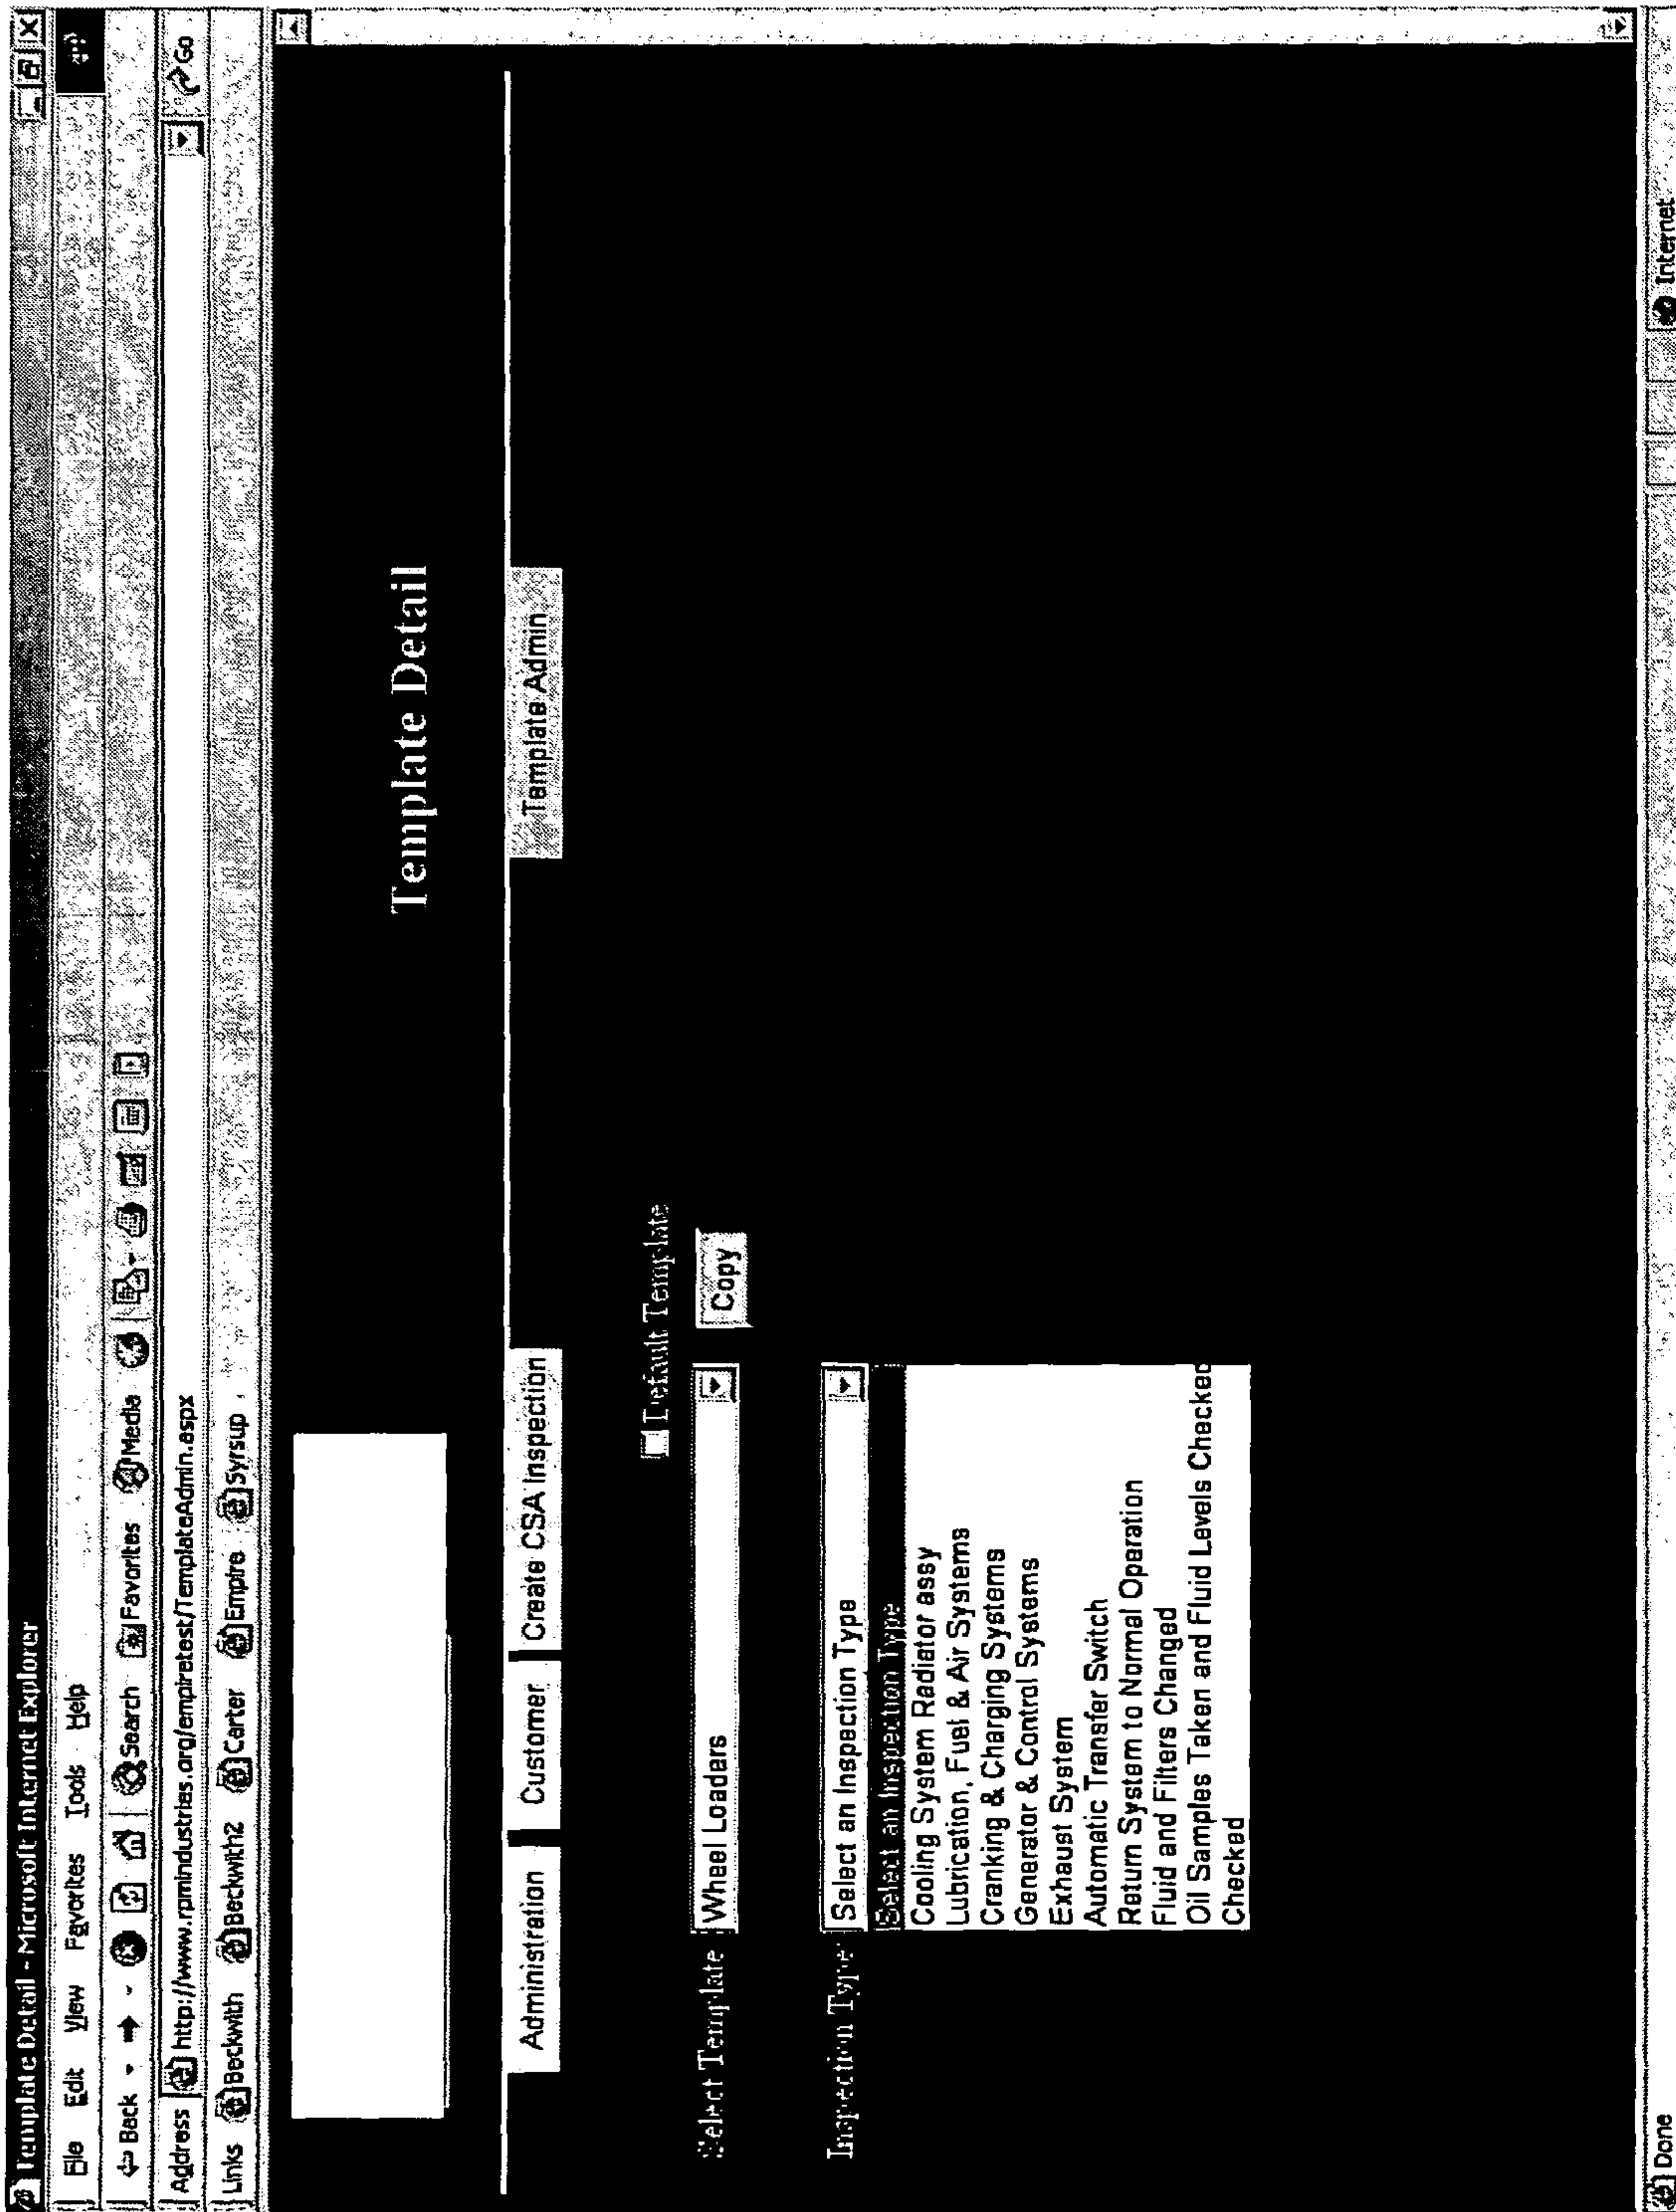 Template Detail - Microsoft Internet Explorer
File Edit View Favorites Tools Help
Back Search Favorites Media
Address http://www.rpmindustries.org/empiretest/TemplateAdmin.aspx Go
Links Beckwith Beckwith2 Carter Empire Syrsup
Template Detail
Administration Customer Create CSA Inspection Template Admin
Default Template
Select Template Wheel Loaders Copy
Inspection Type Select an Inspection Type
Select an Inspection Type
Cooling System Radiator assy
Lubrication, Fuel & Air Systems
Cranking & Charging Systems
Generator & Control Systems
Exhaust System
Automatic Transfer Switch
Return System to Normal Operation
Fluid and Filters Changed
Oil Samples Taken and Fluid Levels Checked
Checked
Done Internet